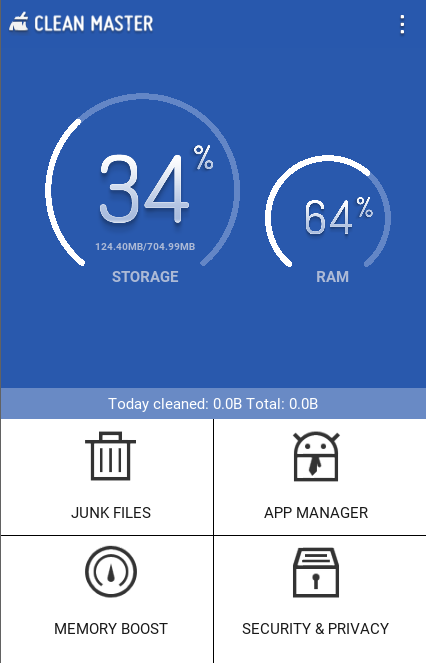 CLEAN MASTER
34%
124.40MB/704.99MB
STORAGE
64%
RAM
Today cleaned: 0.0B Total: 0.0B
JUNK FILES
APP MANAGER
MEMORY BOOST
SECURITY & PRIVACY